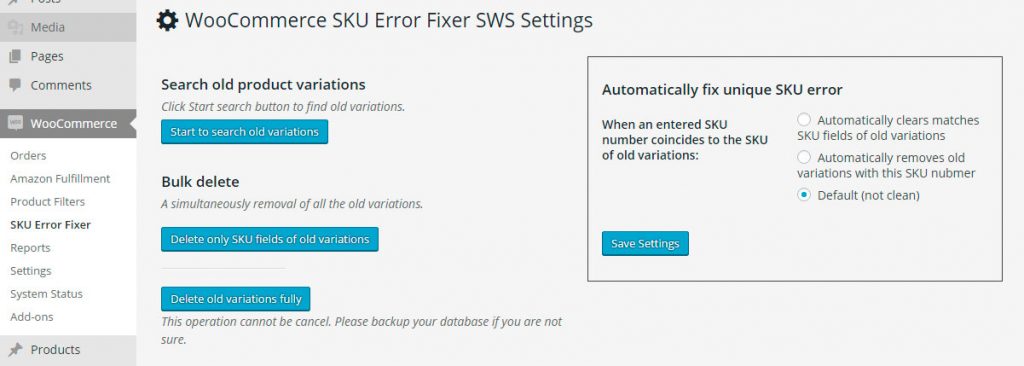 Posts
Media
Pages
Comments
WooCommerce
Orders
Amazon Fulfillment
Product Filters
SKU Error Fixer
Reports
Settings
System Status
Add-ons
Products
WooCommerce SKU Error Fixer SWS Settings
Search old product variations
Click Start search button to find old variations.
Start to search old variations
Bulk delete
A simultaneously removal of all the old variations.
Delete only SKU fields of old variations
Delete old variations fully
This operation cannot be cancel. Please backup your database if you are not
sure.
Automatically fix unique SKU error
When an entered SKU
number coincides to the SKU
of old variations:
Automatically clears matches
SKU fields of old variations
Automatically removes old
variations with this SKU nubmer
Default (not clean)
Save Settings